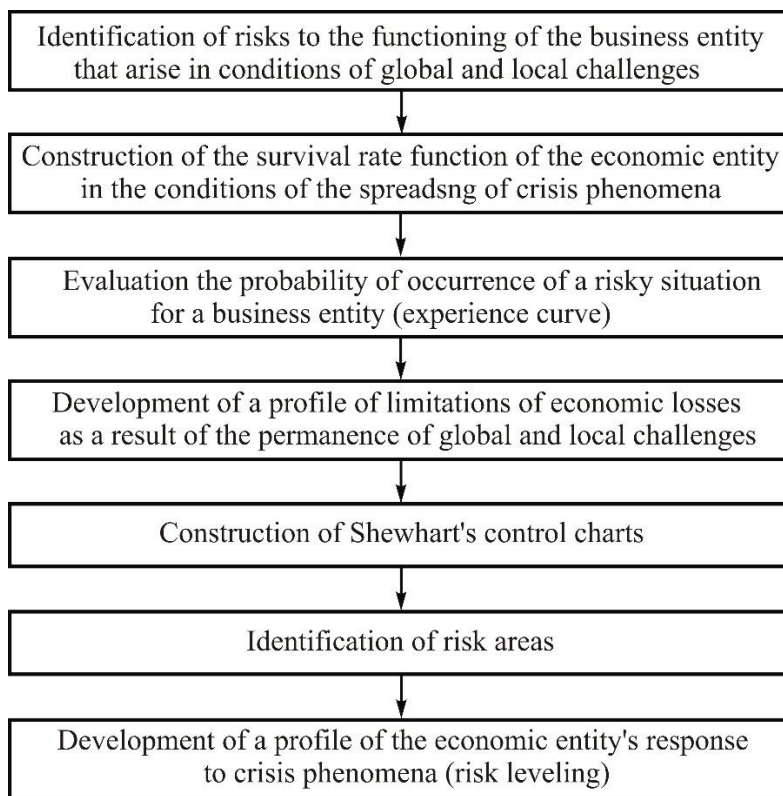 Identification of risks to the functioning of the business entity
that arise in conditions of global and local challenges
Construction of the survival rate function of the economic entity
in the conditions of the spreadsng of crisis phenomena
Evaluation the probability of occurrence of a risky situation
for a business entity (experience curve)
Development of a profile of limitations of economic losses
as a result of the permanence of global and local challenges
Construction of Shewhart's control charts
Identification of risk areas
Development of a profile of the economic entity's response
to crisis phenomena (risk leveling)